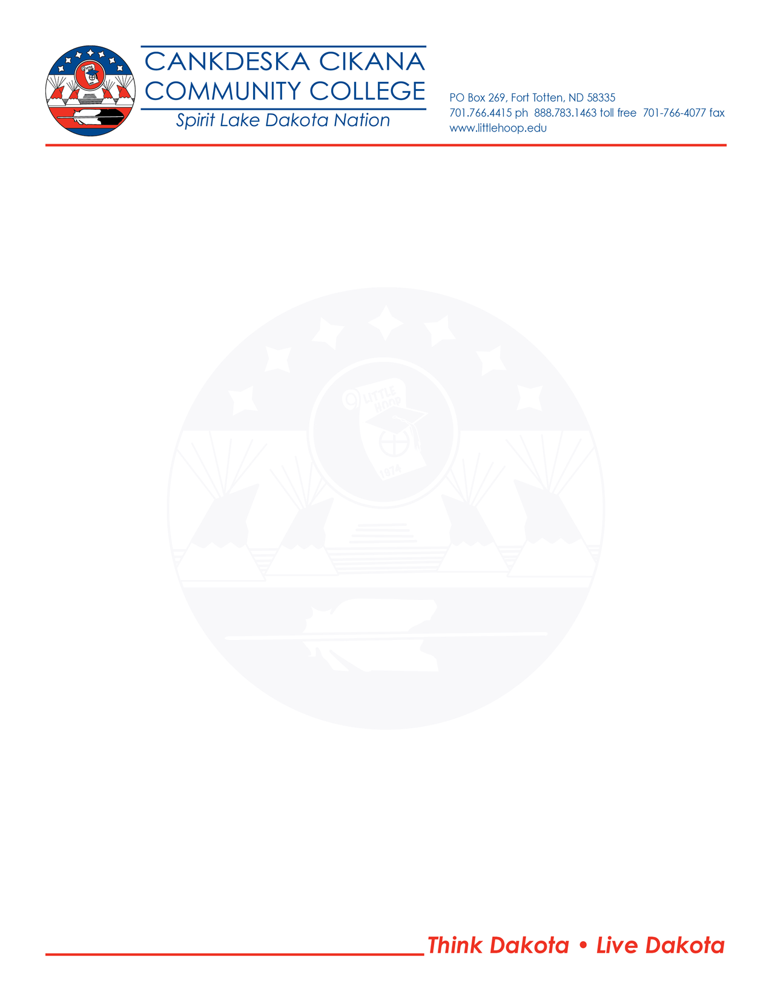 CANKDESKA CIKANA
COMMUNITY COLLEGE
Spirit Lake Dakota Nation
PO Box 269, Fort Totten, ND 58335
701.766.4415 ph 888.783.1463 toll free 701-766-4077 fax
www.littlehoop.edu
LITTLE
HOOP
1974
Think Dakota • Live Dakota